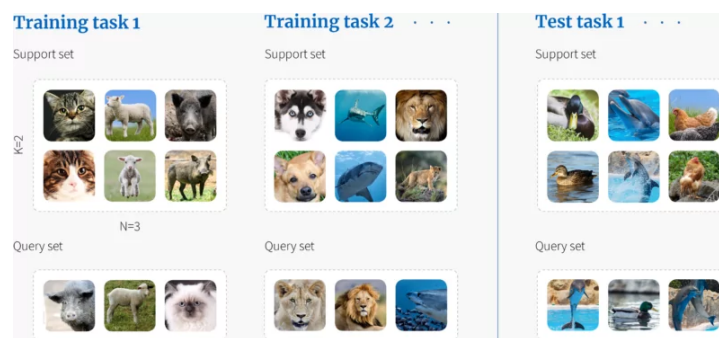 Training task 1
Training task 2 . . .
Test task 1 . . .
Support set
Support set
Support set
K=2
N=3
Query set
Query set
Query set